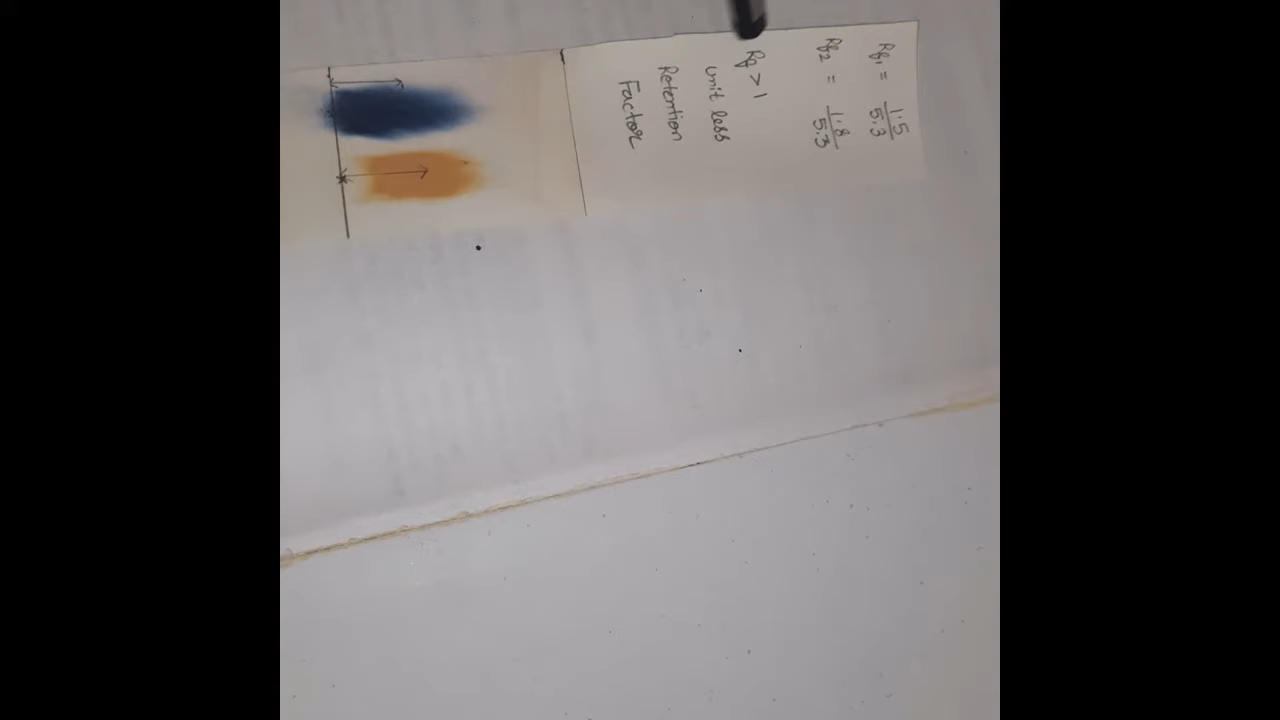 Rf₁ = 1.5/5.3
Rf₂ = 1.8/5.3
Rf > 1
unit less
Retention
Factor